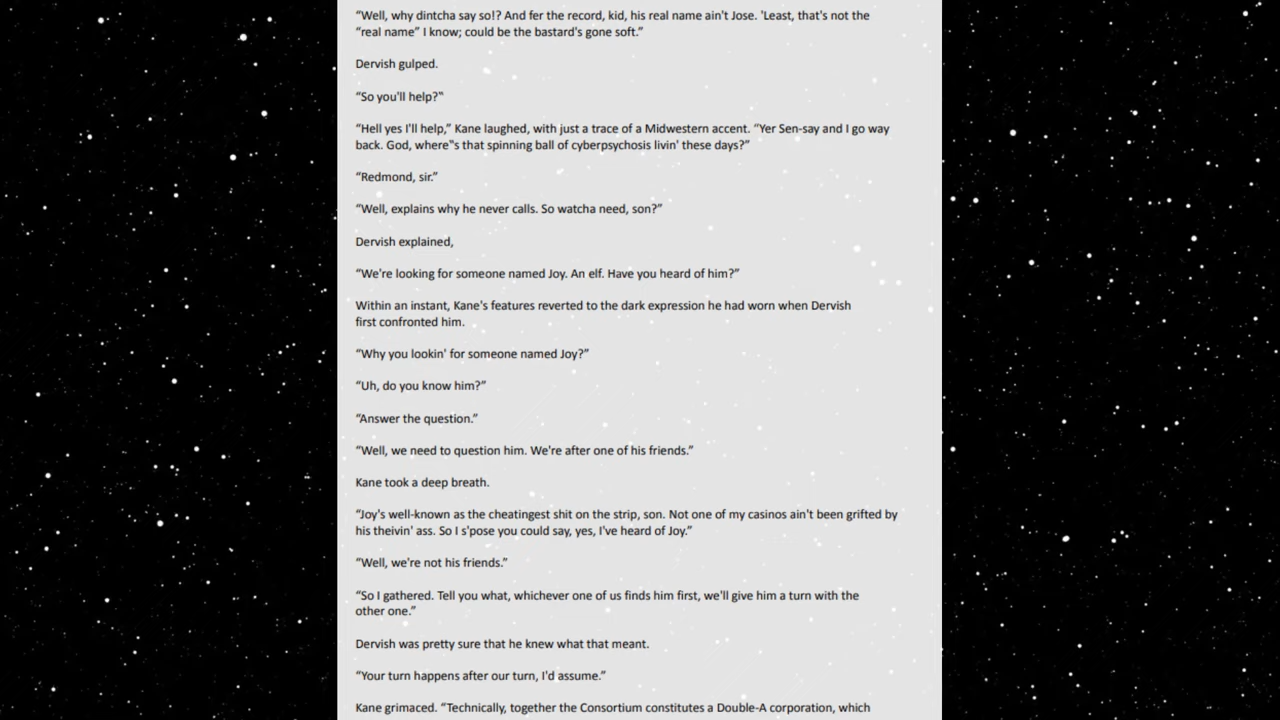 “Well, why dintcha say so!? And fer the record, kid, his real name ain't Jose. 'Least, that's not the
“real name” I know; could be the bastard's gone soft.”
Dervish gulped.
“So you'll help?‟
“Hell yes I'll help,” Kane laughed, with just a trace of a Midwestern accent. “Yer Sen-say and I go way
back. God, where‟s that spinning ball of cyberpsychosis livin' these days?”
“Redmond, sir.”
“Well, explains why he never calls. So watcha need, son?”
Dervish explained,
“We're looking for someone named Joy. An elf. Have you heard of him?”
Within an instant, Kane's features reverted to the dark expression he had worn when Dervish
first confronted him.
“Why you lookin' for someone named Joy?”
“Uh, do you know him?”
“Answer the question.”
“Well, we need to question him. We're after one of his friends.”
Kane took a deep breath.
“Joy's well-known as the cheatingest shit on the strip, son. Not one of my casinos ain't been grifted by
his theivin' ass. So I s'pose you could say, yes, I've heard of Joy.”
“Well, we're not his friends.”
“So I gathered. Tell you what, whichever one of us finds him first, we'll give him a turn with the
other one.”
Dervish was pretty sure that he knew what that meant.
“Your turn happens after our turn, I'd assume.”
Kane grimaced. “Technically, together the Consortium constitutes a Double-A corporation, which